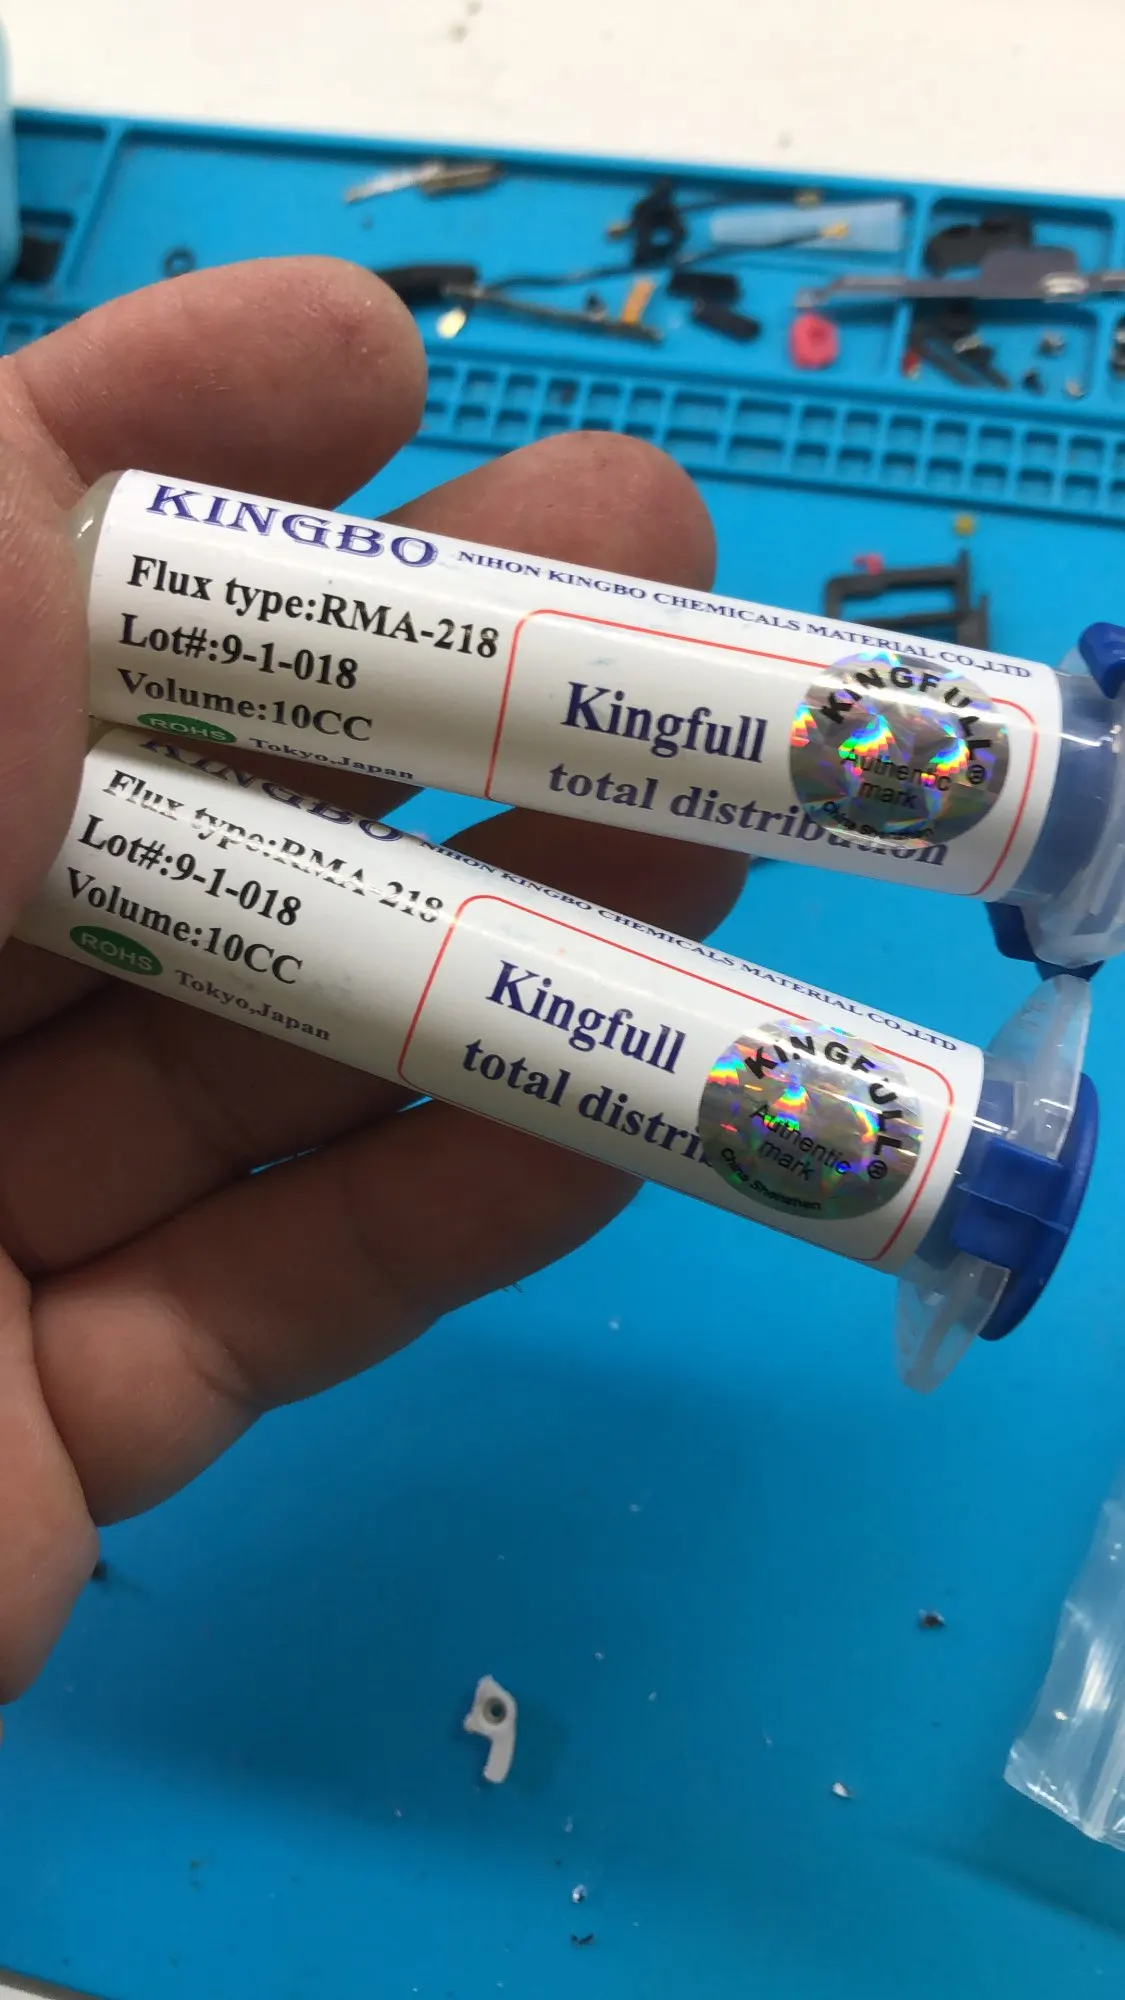 KINGBO NIHON KINGBO CHEMICALS MATERIAL CO.,LTD
Flux type:RMA-218
Lot#:9-1-018
Volume:10CC
ROHS Tokyo,Japan
Kingfull
total distribution
KINGFULL®
Authentic
mark
China Shenzhen
KINGBO NIHON KINGBO CHEMICALS MATERIAL CO.,LTD
Flux type:RMA-218
Lot#:9-1-018
Volume:10CC
ROHS Tokyo,Japan
Kingfull
total distri
KINGFULL®
Authentic
mark
China Shenzhen